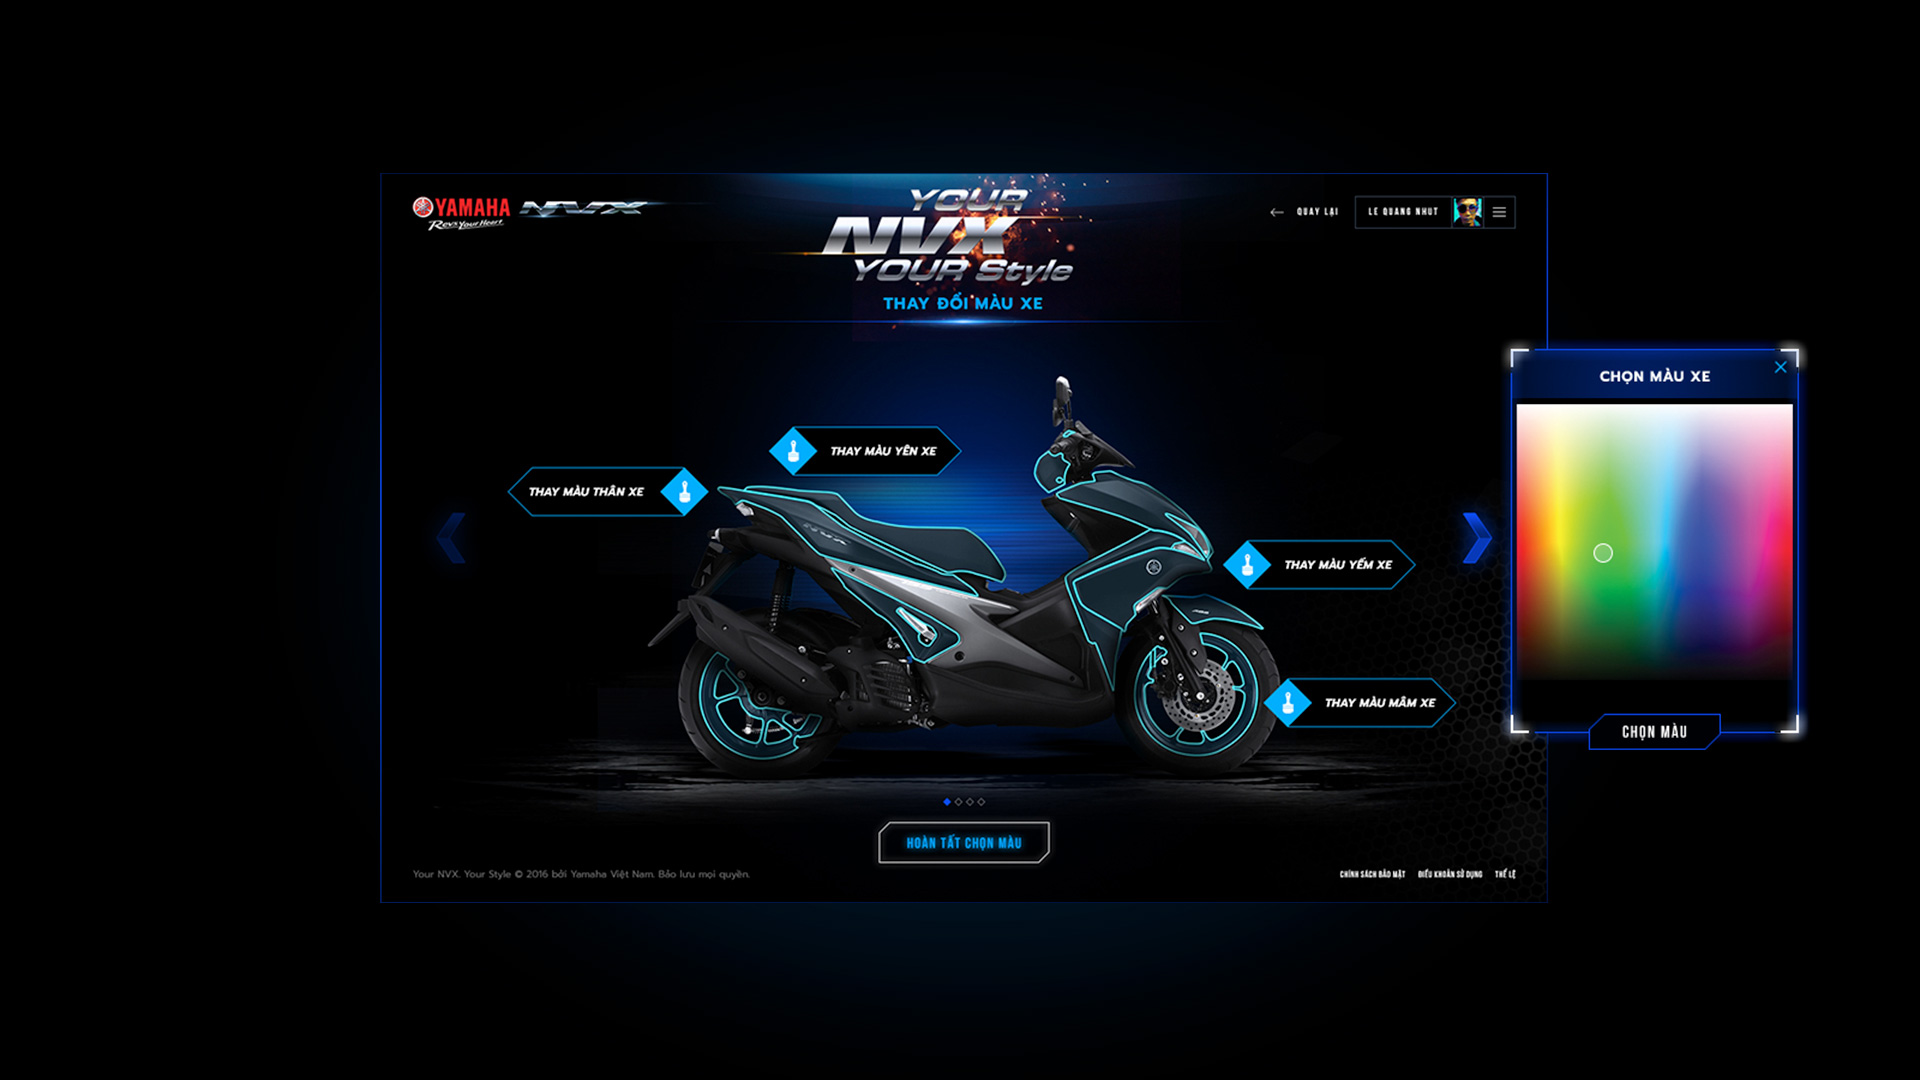 YAMAHA
Revs Your Heart
NVX
YOUR
NVX
YOUR Style
THAY ĐỔI MÀU XE
QUAY LẠI
LE QUANG NHUT
CHỌN MÀU XE
THAY MÀU YÊN XE
THAY MÀU THÂN XE
NVX
THAY MÀU YẾM XE
THAY MÀU MÂM XE
CHỌN MÀU
HOÀN TẤT CHỌN MÀU
Your NVX. Your Style © 2016 bởi Yamaha Việt Nam. Bảo lưu mọi quyền.
CHÍNH SÁCH BẢO MẬT
ĐIỀU KHOẢN SỬ DỤNG
THỂ LỆ